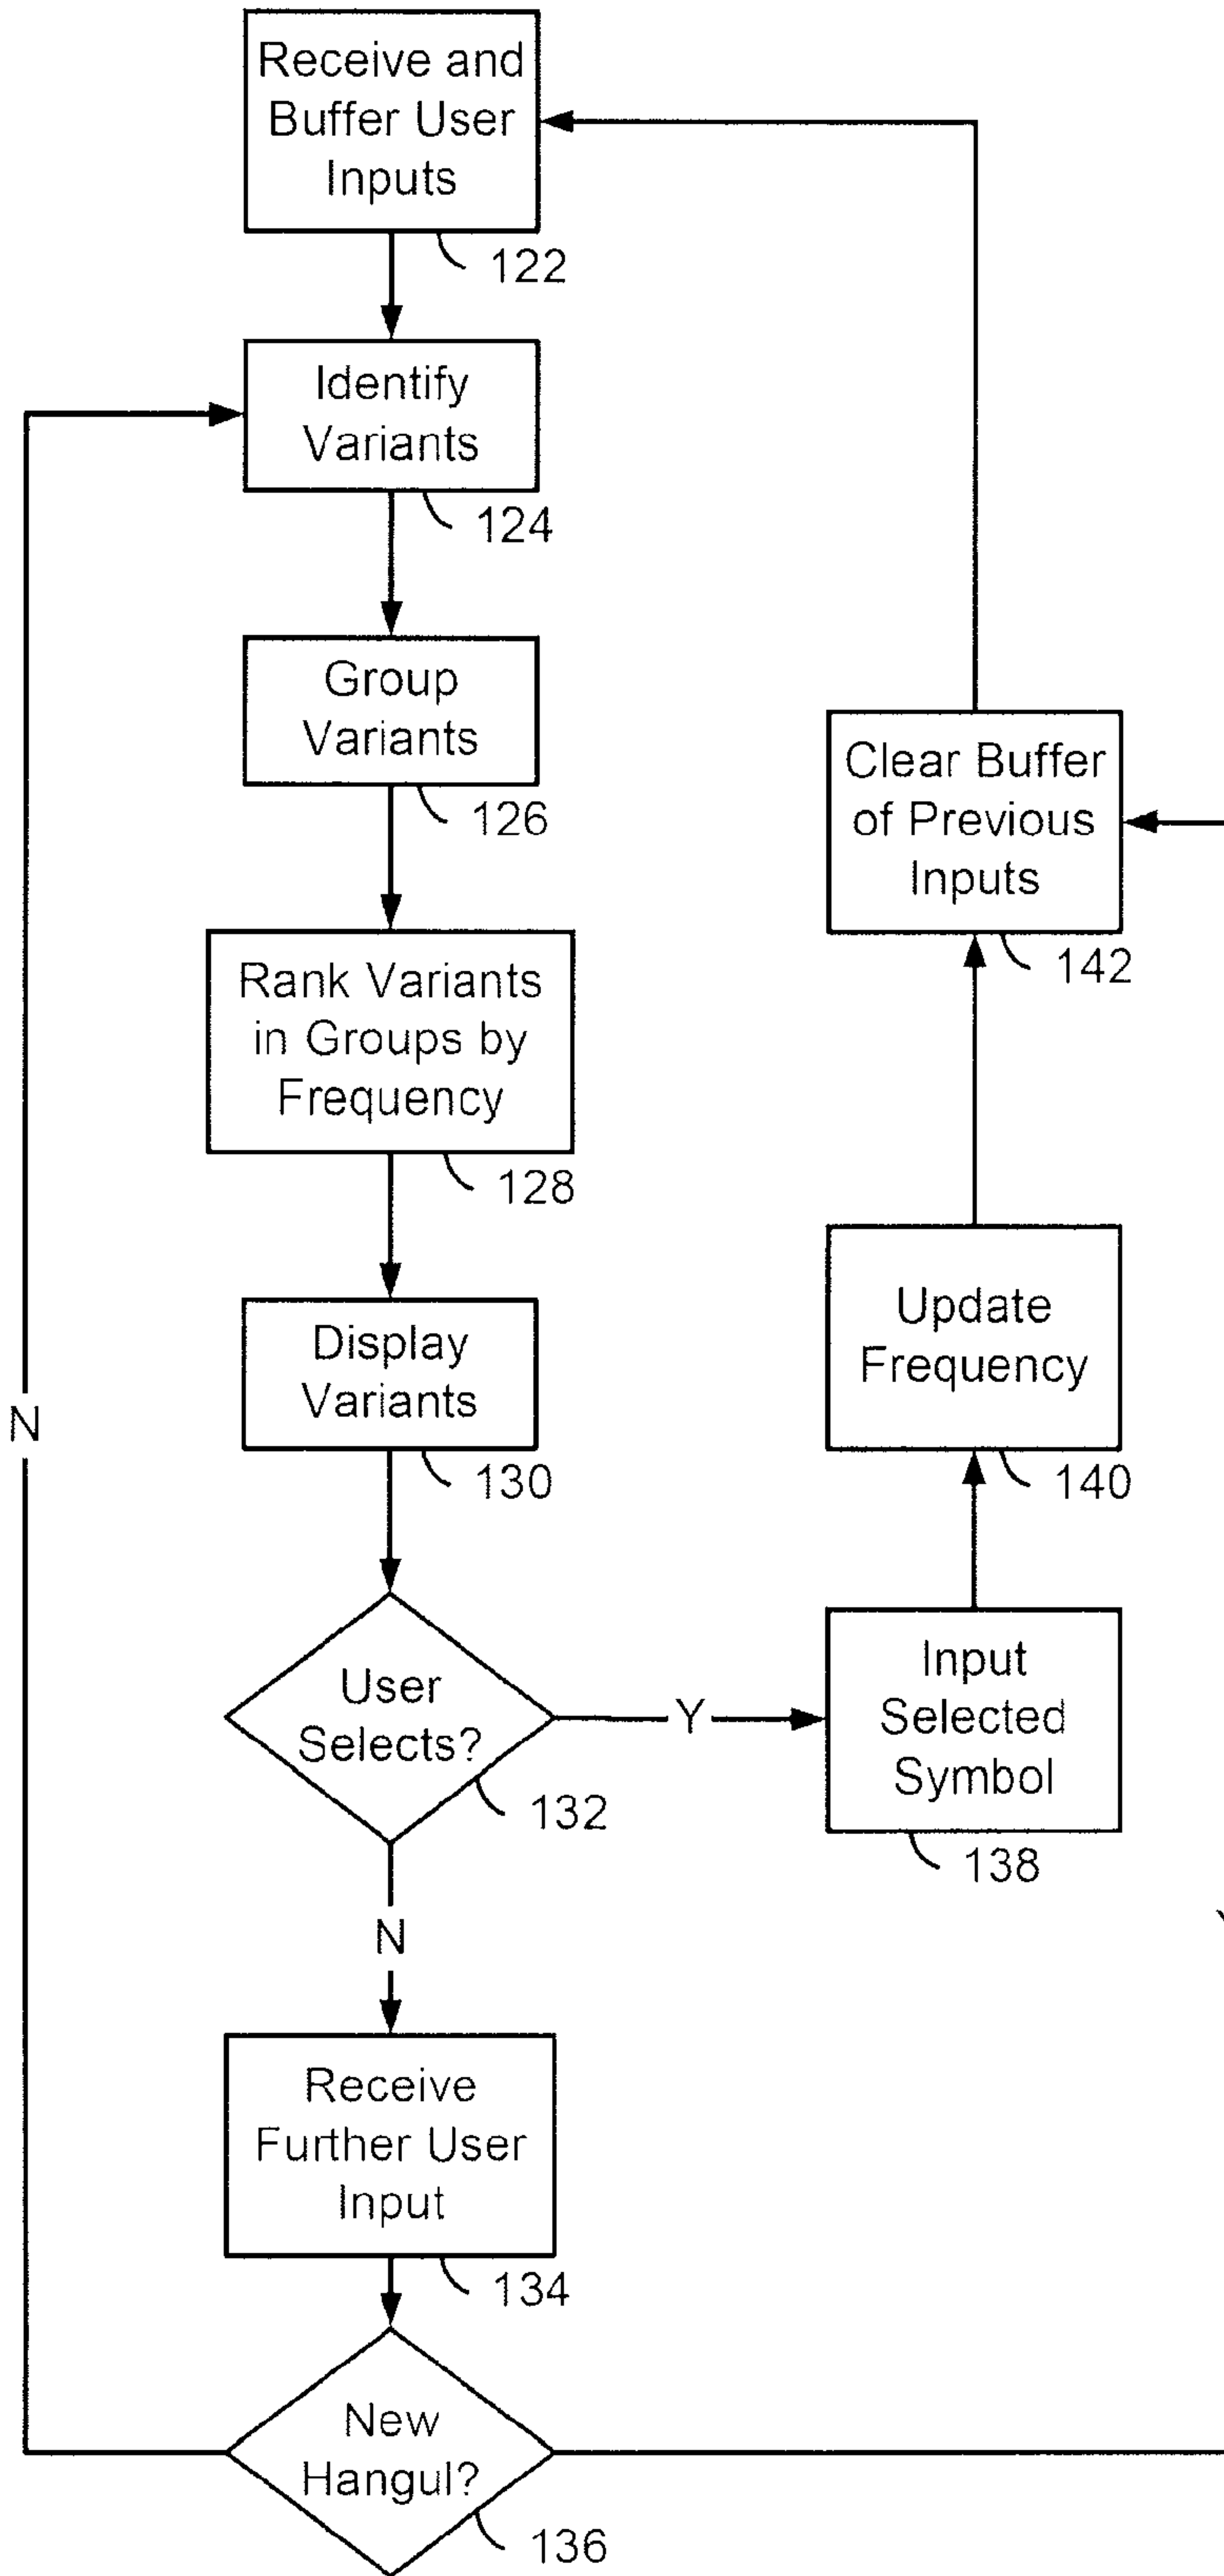 Receive and
Buffer User
Inputs
122
Identify
Variants
124
Group
Variants
126
Rank Variants
in Groups by
Frequency
128
Display
Variants
130
User
Selects?
132
Y
N
Receive
Further User
Input
134
New
Hangul?
136
N
Input
Selected
Symbol
138
Update
Frequency
140
Clear Buffer
of Previous
Inputs
142